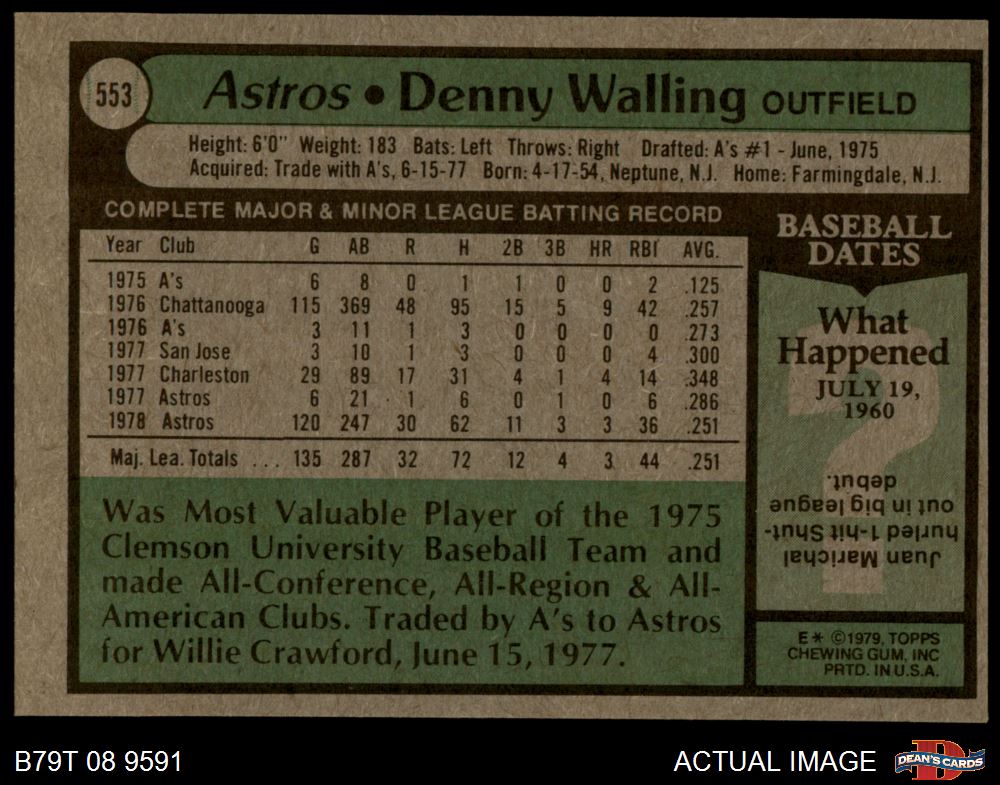 553
Astros • Denny Walling OUTFIELD
Height: 6'0" Weight: 183 Bats: Left Throws: Right Drafted: A's #1 - June, 1975
Acquired: Trade with A's, 6-15-77 Born: 4-17-54, Neptune, N.J. Home: Farmingdale, N.J.
COMPLETE MAJOR & MINOR LEAGUE BATTING RECORD
Year Club G AB R H 2B 3B HR RBI AVG.
1975 A's 6 8 0 1 1 0 0 2 .125
1976 Chattanooga 115 369 48 95 15 5 9 42 .257
1976 A's 3 11 1 3 0 0 0 0 .273
1977 San Jose 3 10 1 3 0 0 0 4 .300
1977 Charleston 29 89 17 31 4 1 4 14 .348
1977 Astros 6 21 1 6 0 1 0 6 .286
1978 Astros 120 247 30 62 11 3 3 36 .251
Maj. Lea. Totals ... 135 287 32 72 12 4 3 44 .251
Was Most Valuable Player of the 1975
Clemson University Baseball Team and
made All-Conference, All-Region & All-
American Clubs. Traded by A's to Astros
for Willie Crawford, June 15, 1977.
BASEBALL
DATES
What
Happened
JULY 19,
1960
?
Juan Marichal
hurled 1-hit Shut-
out in big league
debut.
E * ©1979, TOPPS
CHEWING GUM, INC
PRTD. IN U.S.A.
B79T 08 9591
ACTUAL IMAGE
DEAN'S CARDS